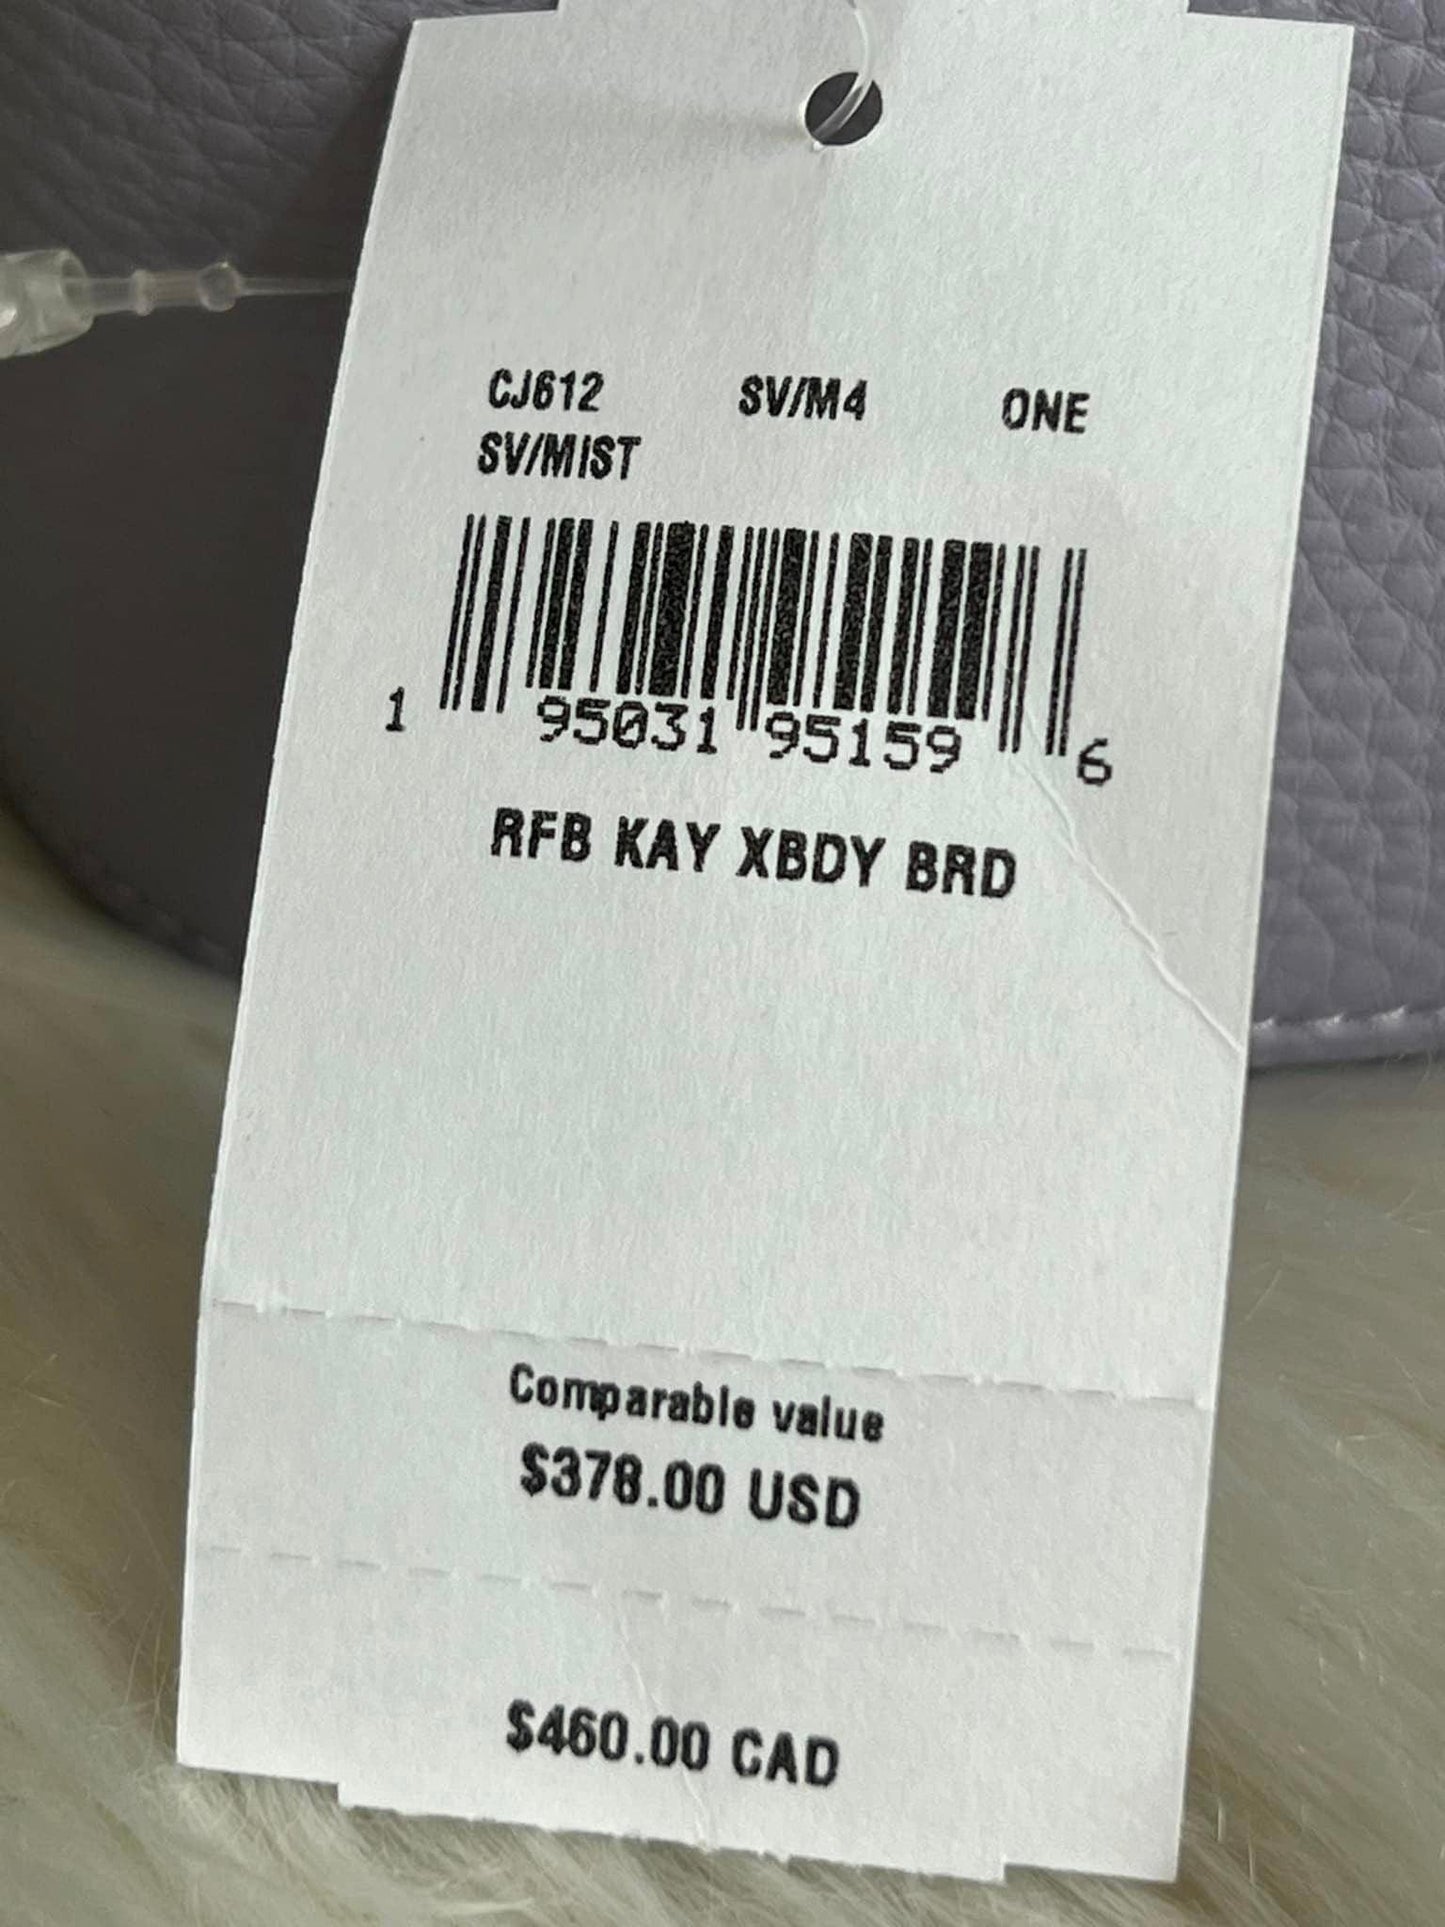 CJ612 SV/M4 ONE
SV/MIST
1 95031 95159 6
RFB KAY XBDY BRD
Comparable value
$378.00 USD
$460.00 CAD